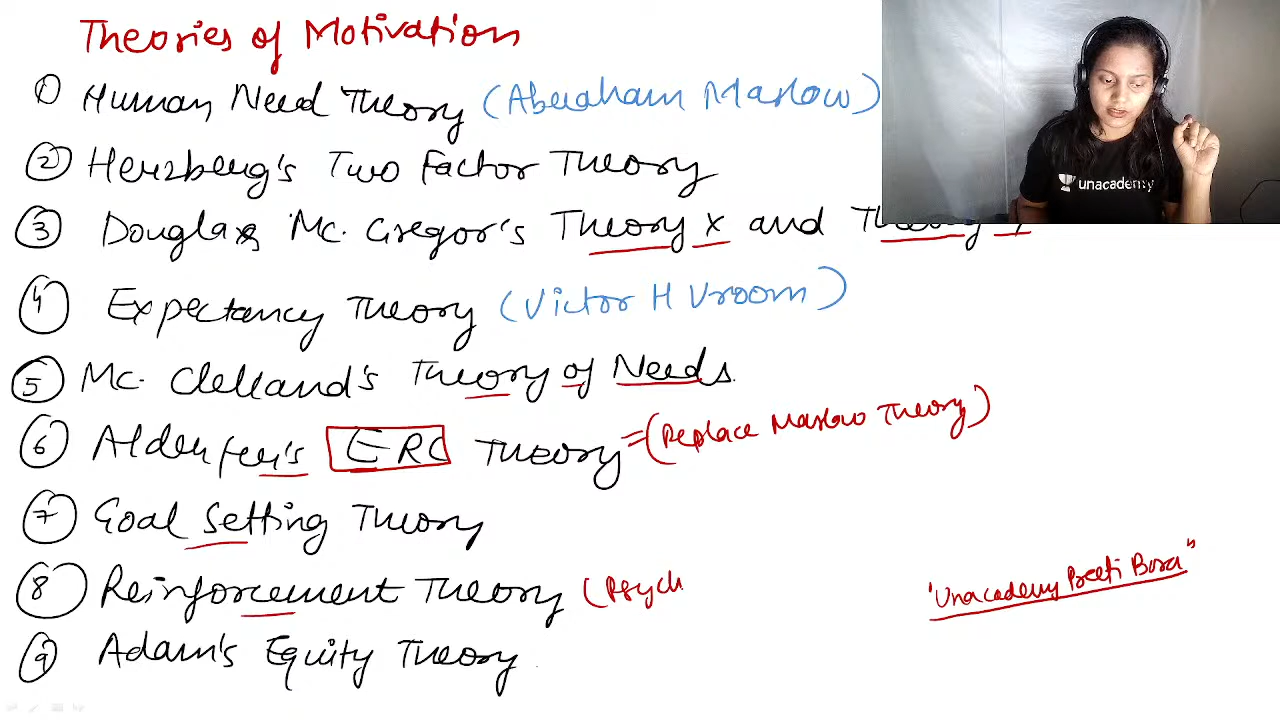 Theories of Motivation
1 Human Need Theory (Abraham Maslow)
unacademy
2 Herzberg's Two Factor Theory
3 Douglas Mc. Gregor's Theory X and Theory Y
4 Expectancy Theory (Victor H Vroom)
5 Mc. Clelland's Theory of Needs.
6 Alderfer's ERG Theory = (Replace Maslow Theory)
7 Goal Setting Theory
8 Reinforcement Theory (Psych
"Unacademy Preeti Bora"
9 Adam's Equity Theory